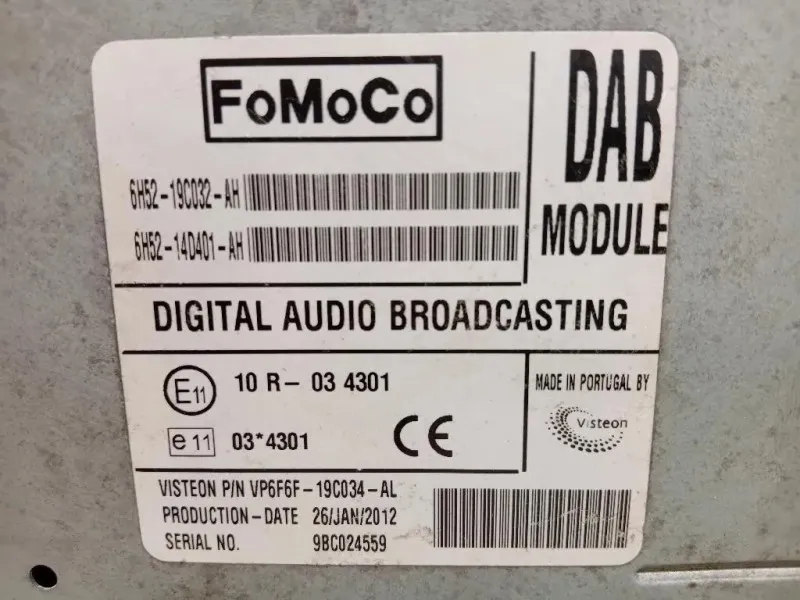 FoMoCo
DAB
MODULE
6H52-19C032-AH
6H52-14D401-AH
DIGITAL AUDIO BROADCASTING
E11 10 R- 03 4301
e 11 03*4301 CE
MADE IN PORTUGAL BY
Visteon
VISTEON P/N VP6F6F-19C034-AL
PRODUCTION-DATE 26/JAN/2012
SERIAL NO. 9BC024559